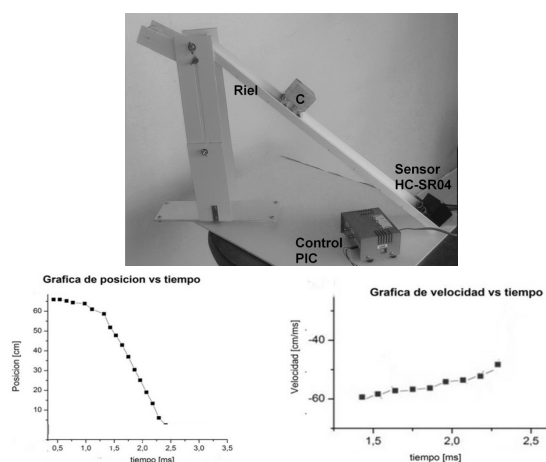 Riel
C
Sensor
HC-SR04
Control
PIC
Grafica de posicion vs tiempo
Posicion [cm]
60
50
40
30
20
10
0,5
1,0
1,5
2,0
2,5
3,0
3,5
tiempo [ms]
Grafica de velocidad vs tiempo
Velocidad [cm/ms]
-40
-60
1,5
2,0
2,5
tiempo [ms]